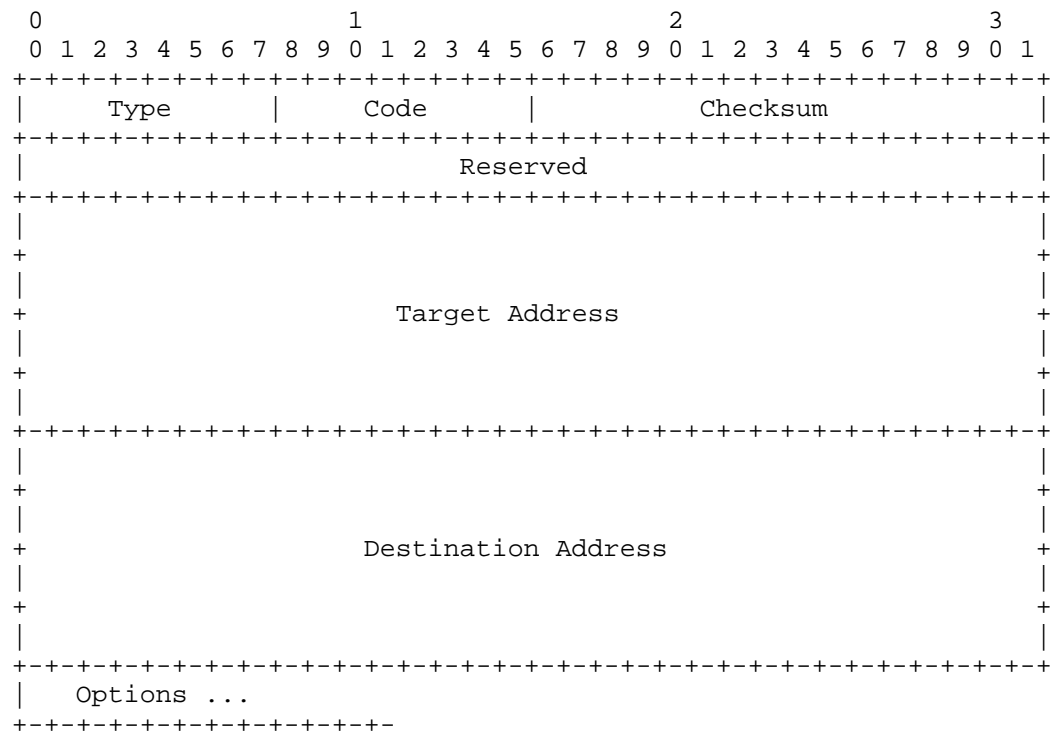 0                   1                   2                   3
 0 1 2 3 4 5 6 7 8 9 0 1 2 3 4 5 6 7 8 9 0 1 2 3 4 5 6 7 8 9 0 1
+-+-+-+-+-+-+-+-+-+-+-+-+-+-+-+-+-+-+-+-+-+-+-+-+-+-+-+-+-+-+-+-+
|     Type      |     Code      |          Checksum             |
+-+-+-+-+-+-+-+-+-+-+-+-+-+-+-+-+-+-+-+-+-+-+-+-+-+-+-+-+-+-+-+-+
|                           Reserved                            |
+-+-+-+-+-+-+-+-+-+-+-+-+-+-+-+-+-+-+-+-+-+-+-+-+-+-+-+-+-+-+-+-+
|                                                               |
+                                                               +
|                                                               |
+                       Target Address                          +
|                                                               |
+                                                               +
|                                                               |
+-+-+-+-+-+-+-+-+-+-+-+-+-+-+-+-+-+-+-+-+-+-+-+-+-+-+-+-+-+-+-+-+
|                                                               |
+                                                               +
|                                                               |
+                     Destination Address                       +
|                                                               |
+                                                               +
|                                                               |
+-+-+-+-+-+-+-+-+-+-+-+-+-+-+-+-+-+-+-+-+-+-+-+-+-+-+-+-+-+-+-+-+
|   Options ...
+-+-+-+-+-+-+-+-+-+-+-+-